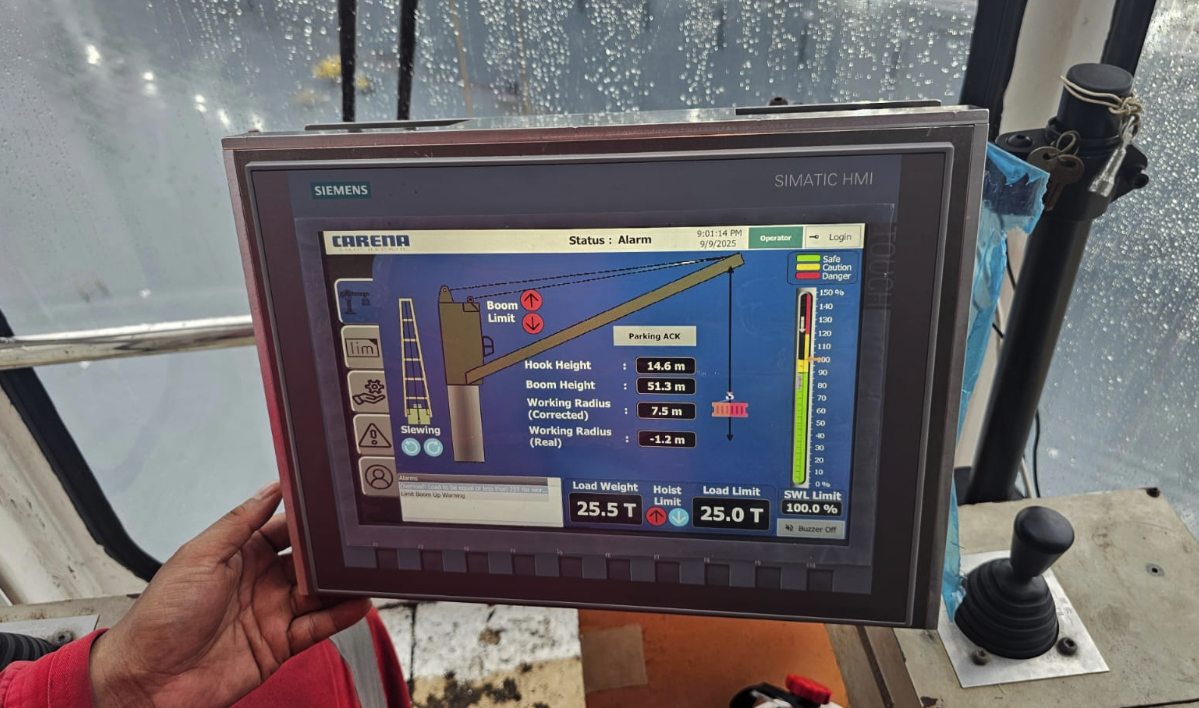 SIEMENS
SIMATIC HMI
TOUCH
CARENA
Status : Alarm
9:01:14 PM
9/9/2025
Operator
Login
Safe
Caution
Danger
Boom
Limit
Parking ACK
lim
Hook Height : 14.6 m
Boom Height : 51.3 m
Working Radius
(Corrected) : 7.5 m
Working Radius
(Real) : -1.2 m
Slewing
150 %
140
130
120
110
100
90
80
70
60
50
40
30
20
10
0 %
Alarms
Limit Boom Up Warning
Load Weight
25.5 T
Hoist
Limit
Load Limit
25.0 T
SWL Limit
100.0 %
Buzzer Off